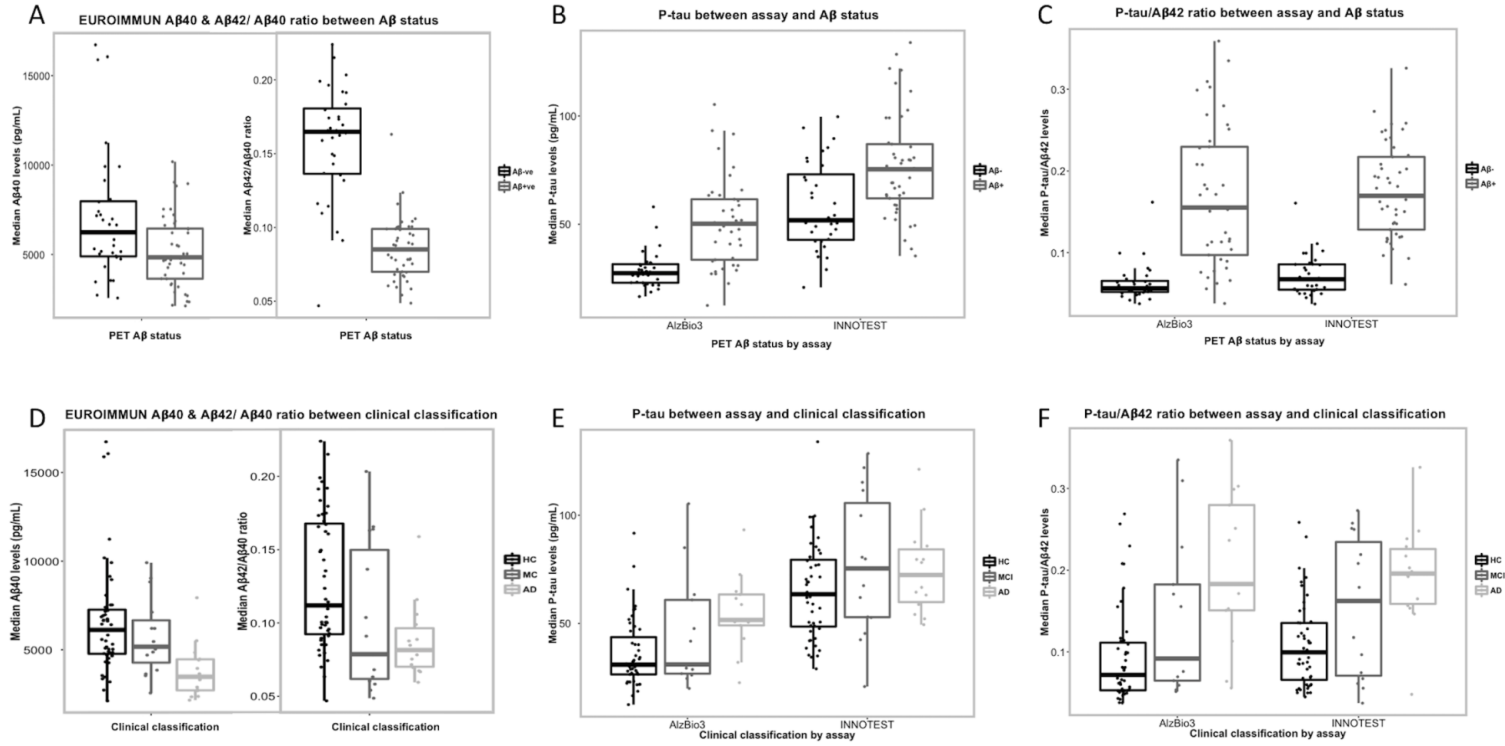 A
EUROIMMUN Aβ40 & Aβ42/ Aβ40 ratio between Aβ status
Median Aβ40 levels (pg/mL)
15000
10000
5000
Median Aβ42/Aβ40 ratio
0.20
0.15
0.10
0.05
Aβ-ve
Aβ+ve
PET Aβ status
PET Aβ status
B
P-tau between assay and Aβ status
Median P-tau levels (pg/mL)
100
50
Aβ-
Aβ+
AlzBio3
INNOTEST
PET Aβ status by assay
C
P-tau/Aβ42 ratio between assay and Aβ status
Median P-tau/Aβ42 levels
0.3
0.2
0.1
Aβ-
Aβ+
AlzBio3
INNOTEST
PET Aβ status by assay
D
EUROIMMUN Aβ40 & Aβ42/ Aβ40 ratio between clinical classification
Median Aβ40 levels (pg/mL)
15000
10000
5000
Median Aβ42/Aβ40 ratio
0.20
0.15
0.10
0.05
HC
MC
AD
Clinical classification
Clinical classification
E
P-tau between assay and clinical classification
Median P-tau levels (pg/mL)
100
50
HC
MCI
AD
AlzBio3
INNOTEST
Clinical classification by assay
F
P-tau/Aβ42 ratio between assay and clinical classification
Median P-tau/Aβ42 levels
0.3
0.2
0.1
HC
MCI
AD
AlzBio3
INNOTEST
Clinical classification by assay